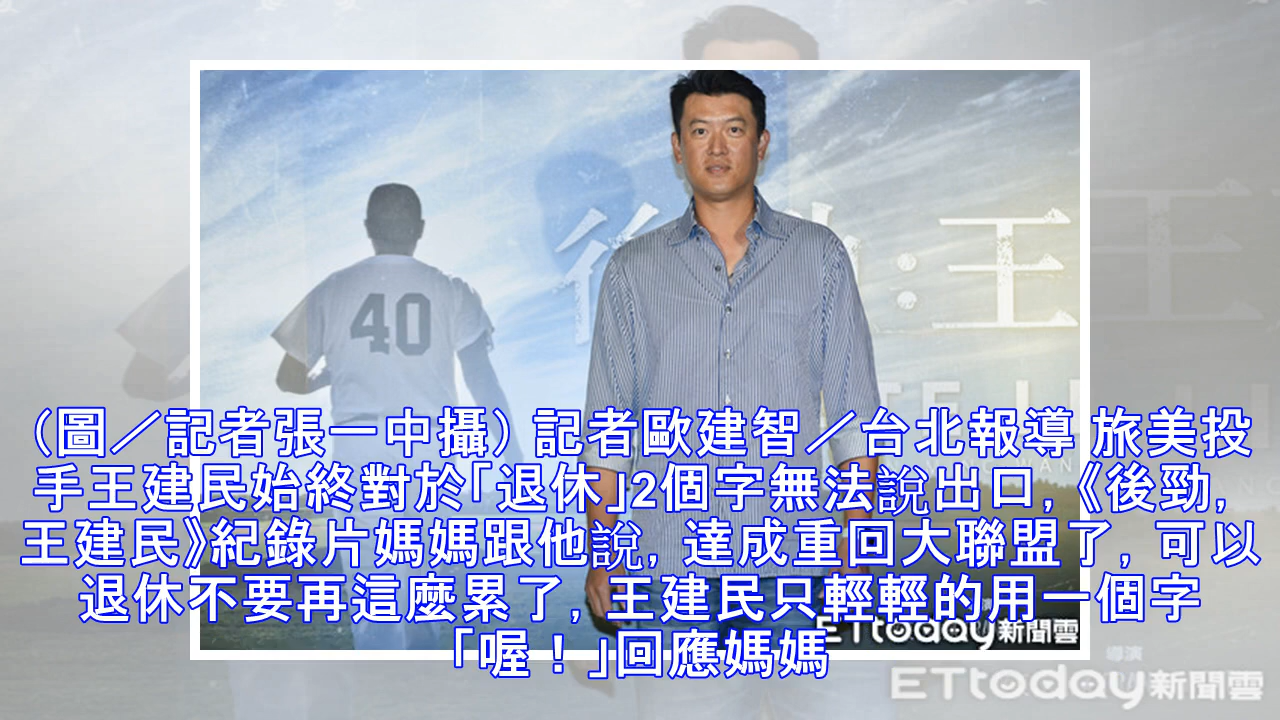 後勁:王
40
(圖／記者張一中攝) 記者歐建智／台北報導 旅美投
手王建民始終對於「退休」2個字無法說出口,《後勁,
王建民》紀錄片媽媽跟他說, 達成重回大聯盟了, 可以
退休不要再這麼累了, 王建民只輕輕的用一個字
「喔！」回應媽媽
ETtoday新聞雲
導演
ETtoday新聞雲